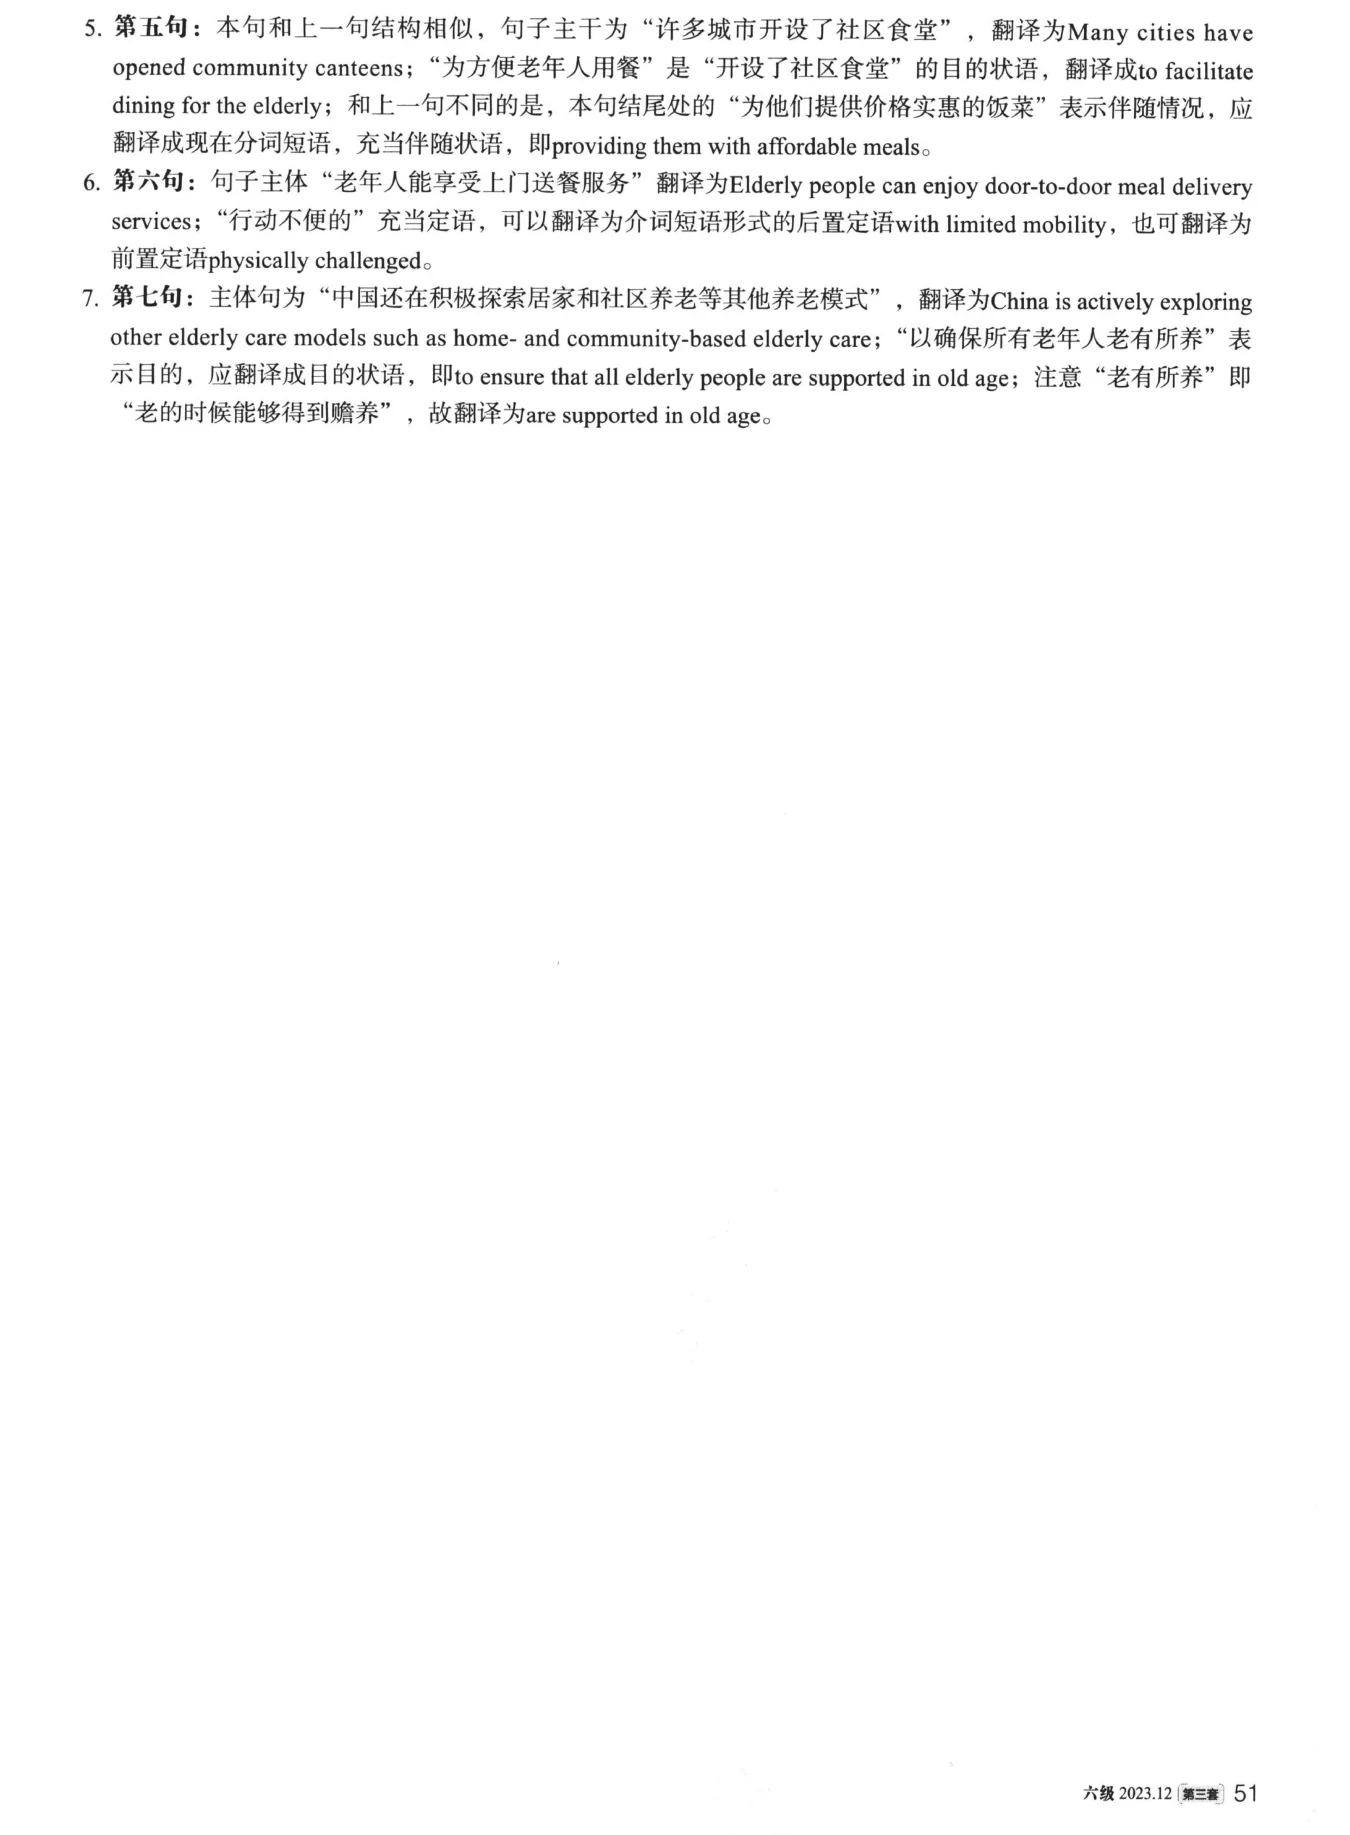 5. 第五句：本句和上一句结构相似，句子主干为“许多城市开设了社区食堂”，翻译为Many cities have
opened community canteens；“为方便老年人用餐”是“开设了社区食堂”的目的状语，翻译成to facilitate
dining for the elderly；和上一句不同的是，本句结尾处的“为他们提供价格实惠的饭菜”表示伴随情况，应
翻译成现在分词短语，充当伴随状语，即providing them with affordable meals。
6. 第六句：句子主体“老年人能享受上门送餐服务”翻译为Elderly people can enjoy door-to-door meal delivery
services；“行动不便的”充当定语，可以翻译为介词短语形式的后置定语with limited mobility，也可翻译为
前置定语physically challenged。
7. 第七句：主体句为“中国还在积极探索居家和社区养老等其他养老模式”，翻译为China is actively exploring
other elderly care models such as home- and community-based elderly care；“以确保所有老年人老有所养”表
示目的，应翻译成目的状语，即to ensure that all elderly people are supported in old age；注意“老有所养”即
“老的时候能够得到赡养”，故翻译为are supported in old age。
六级 2023.12 第三套 51